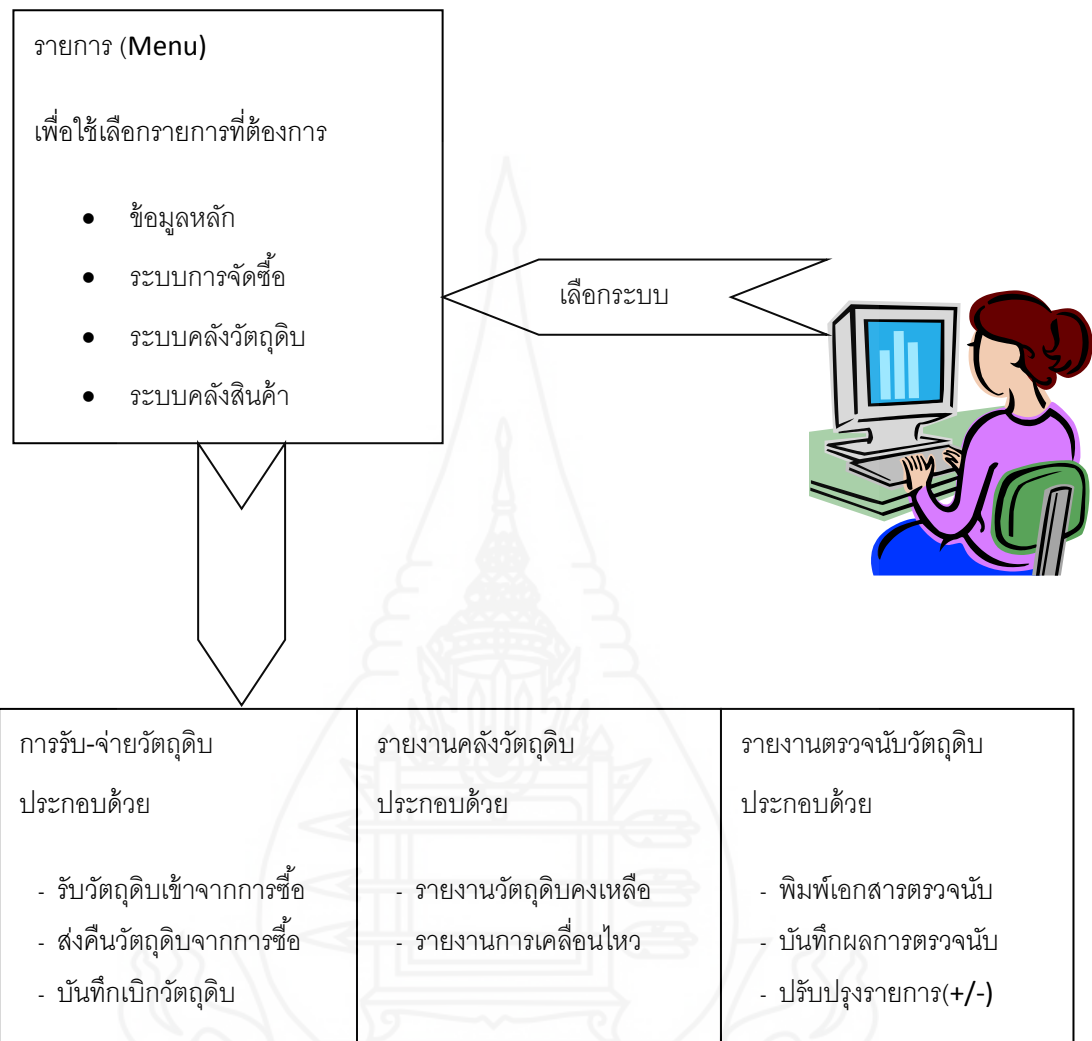 รายการ (Menu)
เพื่อใช้เลือกรายการที่ต้องการ
• ข้อมูลหลัก
• ระบบการจัดซื้อ
• ระบบคลังวัตถุดิบ
• ระบบคลังสินค้า
เลือกระบบ
การรับ-จ่ายวัตถุดิบ
ประกอบด้วย
- รับวัตถุดิบเข้าจากการซื้อ
- ส่งคืนวัตถุดิบจากการซื้อ
- บันทึกเบิกวัตถุดิบ
รายงานคลังวัตถุดิบ
ประกอบด้วย
- รายงานวัตถุดิบคงเหลือ
- รายงานการเคลื่อนไหว
รายงานตรวจนับวัตถุดิบ
ประกอบด้วย
- พิมพ์เอกสารตรวจนับ
- บันทึกผลการตรวจนับ
- ปรับปรุงรายการ(+/-)